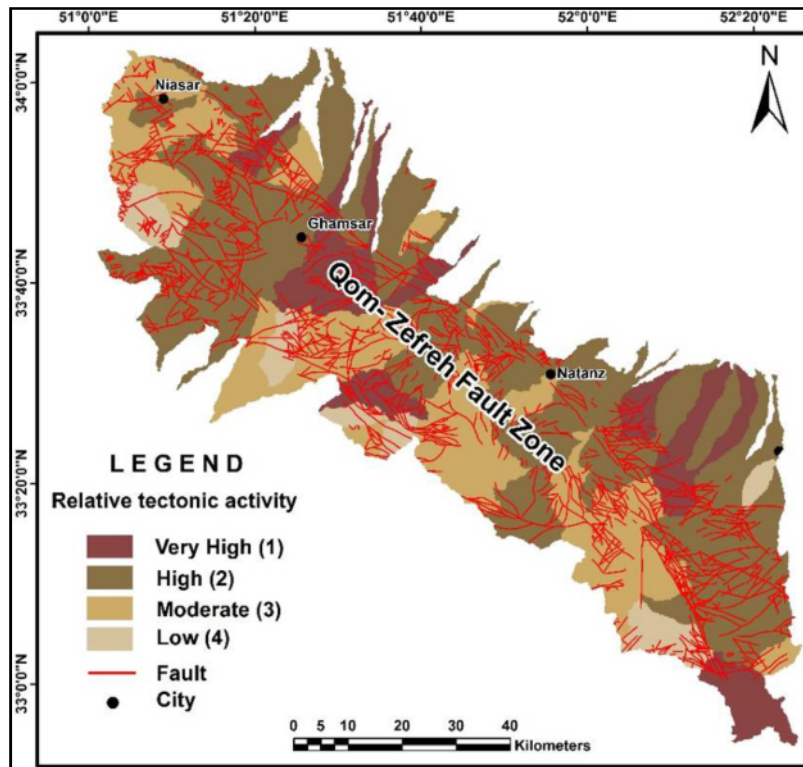 51°0'0"E 51°20'0"E 51°40'0"E 52°0'0"E 52°20'0"E
34°0'0"N
33°40'0"N
33°20'0"N
33°0'0"N
N
Niasar
Ghamsar
Qom- Zefreh Fault Zone
Natanz
LEGEND
Relative tectonic activity
Very High (1)
High (2)
Moderate (3)
Low (4)
Fault
City
0 5 10 20 30 40
Kilometers